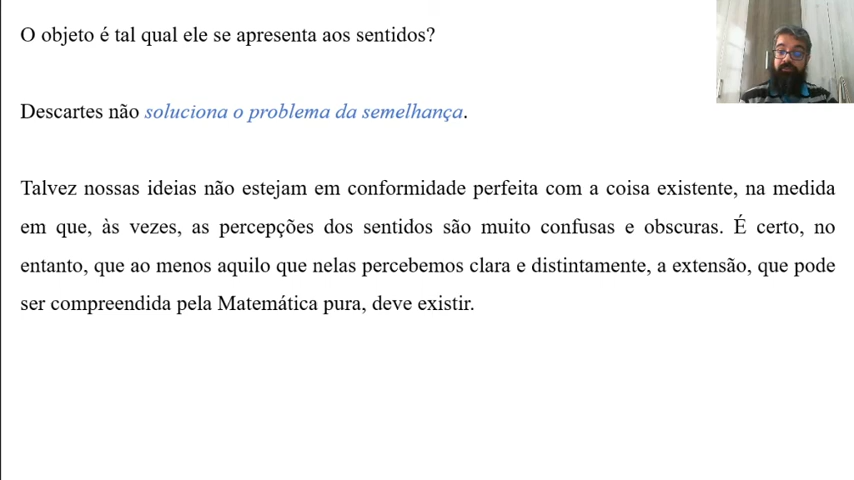 O objeto é tal qual ele se apresenta aos sentidos?
Descartes não soluciona o problema da semelhança.
Talvez nossas ideias não estejam em conformidade perfeita com a coisa existente, na medida
em que, às vezes, as percepções dos sentidos são muito confusas e obscuras. É certo, no
entanto, que ao menos aquilo que nelas percebemos clara e distintamente, a extensão, que pode
ser compreendida pela Matemática pura, deve existir.